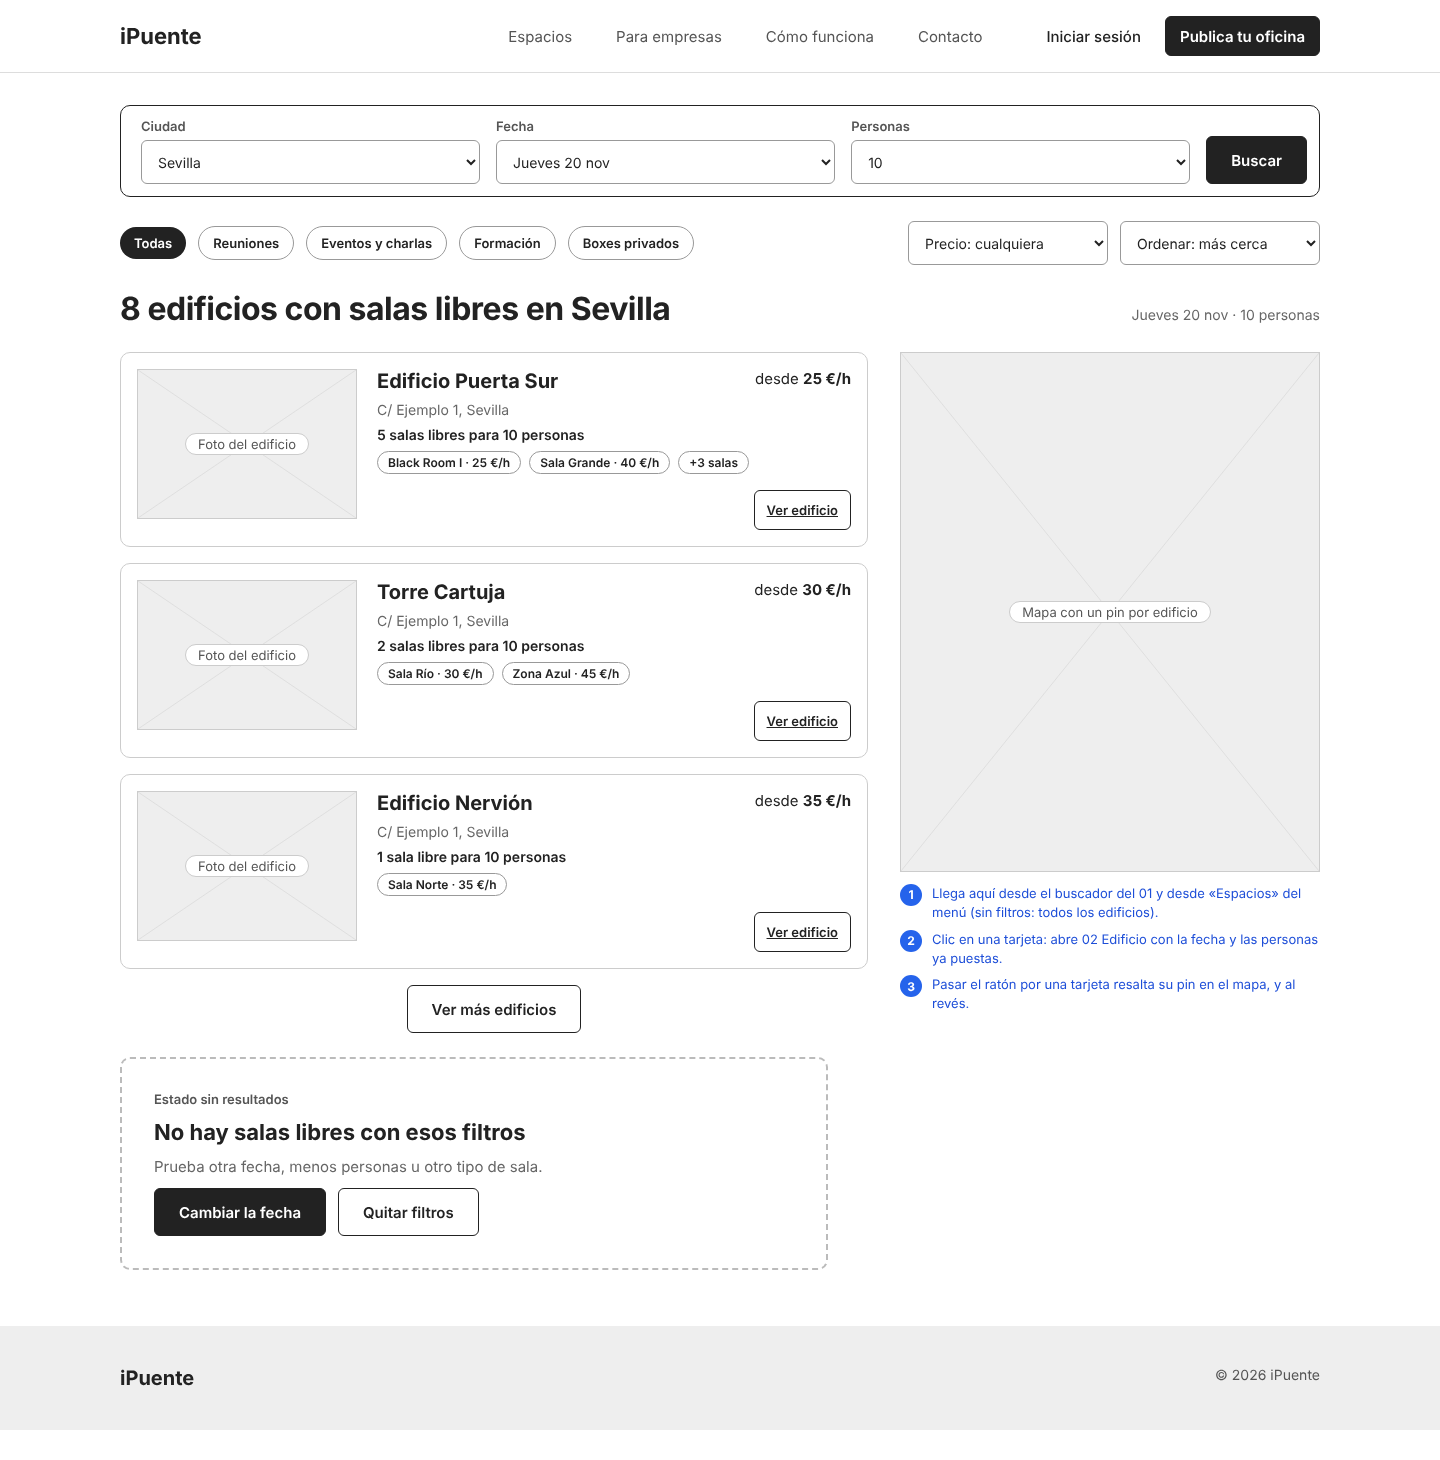 iPuente
Espacios
Para empresas
Cómo funciona
Contacto
Iniciar sesión
Publica tu oficina
Ciudad
Fecha
Personas
Sevilla
Jueves 20 nov
10
Buscar
Todas
Reuniones
Eventos y charlas
Formación
Boxes privados
Precio: cualquiera
Ordenar: más cerca
8 edificios con salas libres en Sevilla
Jueves 20 nov · 10 personas
Foto del edificio
Edificio Puerta Sur
desde 25 €/h
C/ Ejemplo 1, Sevilla
5 salas libres para 10 personas
Black Room I · 25 €/h
Sala Grande · 40 €/h
+3 salas
Ver edificio
Foto del edificio
Torre Cartuja
desde 30 €/h
C/ Ejemplo 1, Sevilla
2 salas libres para 10 personas
Sala Río · 30 €/h
Zona Azul · 45 €/h
Ver edificio
Foto del edificio
Edificio Nervión
desde 35 €/h
C/ Ejemplo 1, Sevilla
1 sala libre para 10 personas
Sala Norte · 35 €/h
Ver edificio
Ver más edificios
Mapa con un pin por edificio
1 Llega aquí desde el buscador del 01 y desde «Espacios» del
menú (sin filtros: todos los edificios).
2 Clic en una tarjeta: abre 02 Edificio con la fecha y las personas
ya puestas.
3 Pasar el ratón por una tarjeta resalta su pin en el mapa, y al
revés.
Estado sin resultados
No hay salas libres con esos filtros
Prueba otra fecha, menos personas u otro tipo de sala.
Cambiar la fecha
Quitar filtros
iPuente
© 2026 iPuente